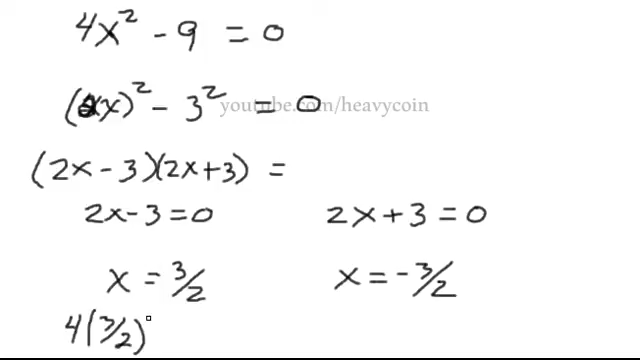 4x² - 9 = 0
(2x)² - 3² = 0
youtube.com/heavycoin
(2x - 3)(2x + 3) =
2x - 3 = 0 2x + 3 = 0
x = 3/2 x = -3/2
4(3/2)